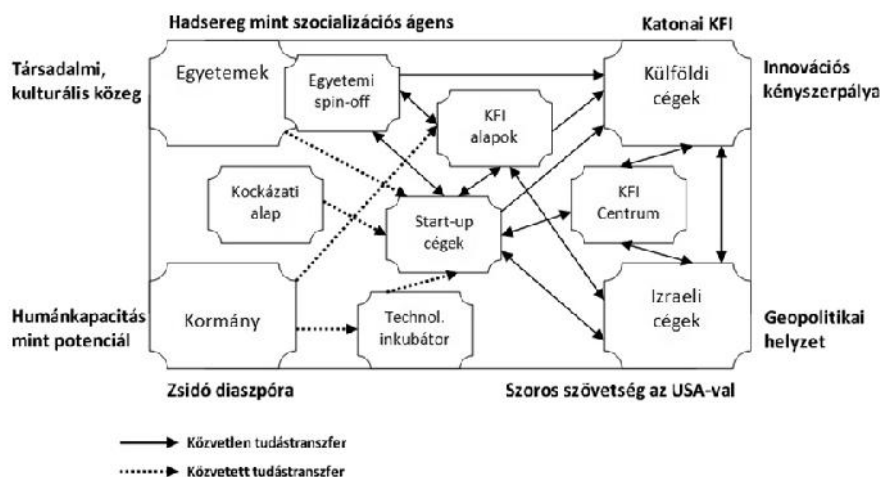 Hadsereg mint szocializációs ágens
Katonai KFI
Társadalmi,
kulturális közeg
Egyetemek
Egyetemi
spin-off
KFI
alapok
Külföldi
cégek
Innovációs
kényszerpálya
Kockázati
alap
Start-up
cégek
KFI
Centrum
Humánkapacitás
mint potenciál
Kormány
Technol.
inkubátor
Izraeli
cégek
Geopolitikai
helyzet
Zsidó diaszpóra
Szoros szövetség az USA-val
Közvetlen tudástranszfer
Közvetett tudástranszfer